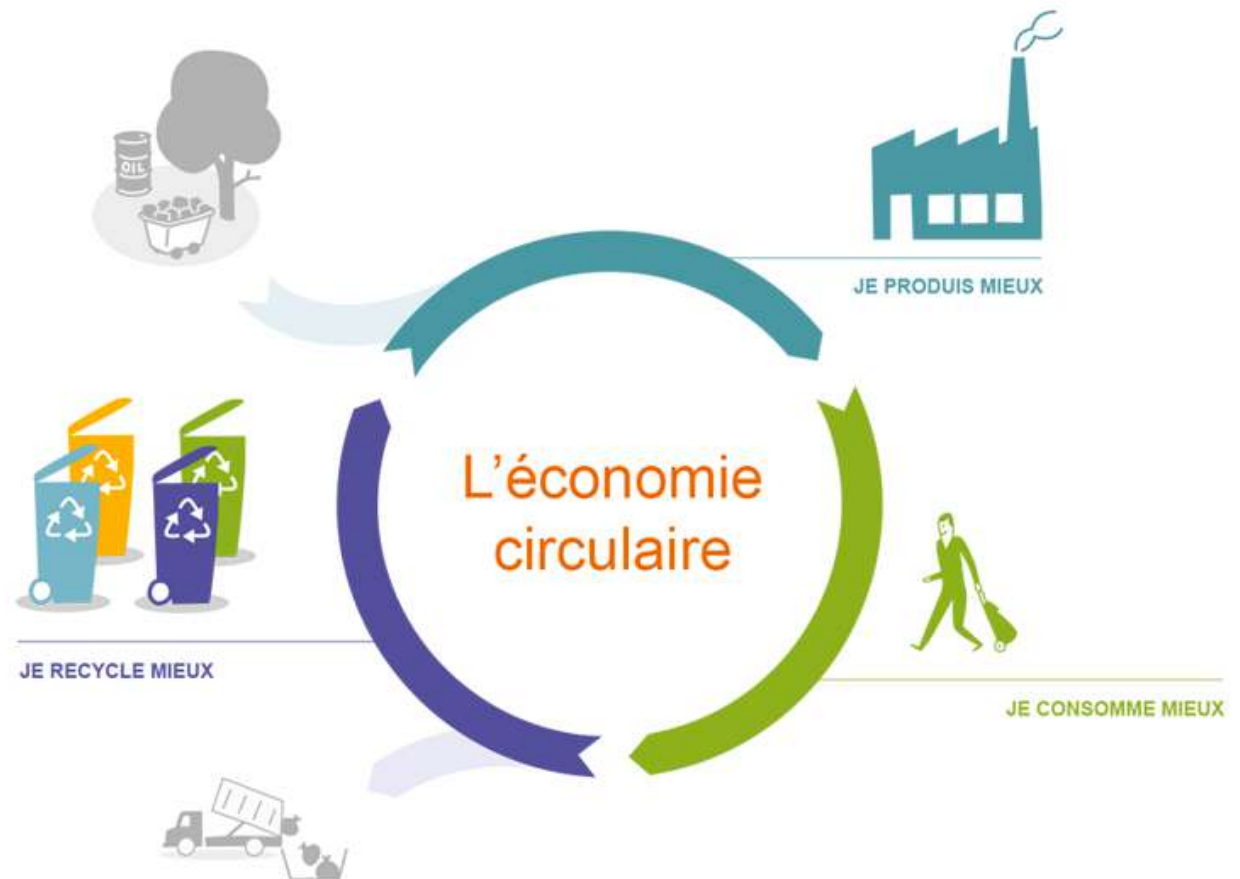 OIL
JE PRODUIS MIEUX
L'économie
circulaire
JE RECYCLE MIEUX
JE CONSOMME MIEUX